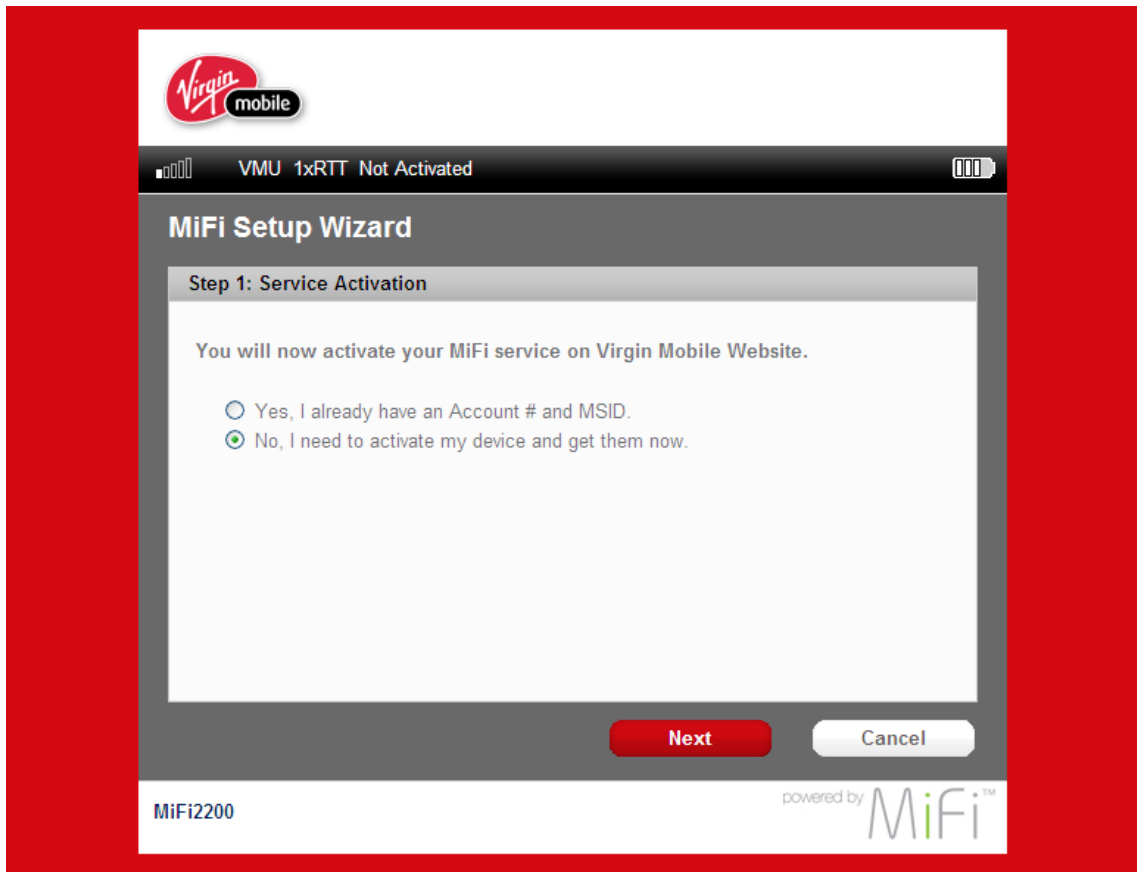 Virgin
mobile
VMU 1xRTT Not Activated
MiFi Setup Wizard
Step 1: Service Activation
You will now activate your MiFi service on Virgin Mobile Website.
Yes, I already have an Account # and MSID.
No, I need to activate my device and get them now.
Next Cancel
MiFi2200
powered by MiFi™